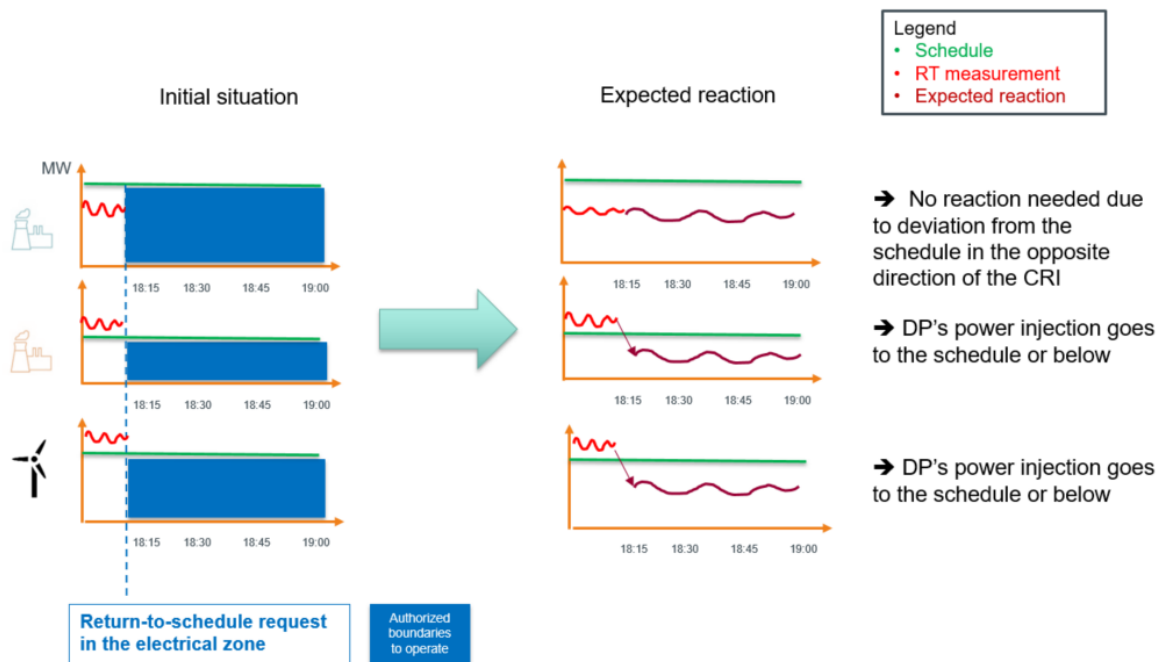 Legend
• Schedule
• RT measurement
• Expected reaction
Initial situation
Expected reaction
MW
18:15 18:30 18:45 19:00
18:15 18:30 18:45 19:00
➔ No reaction needed due
to deviation from the
schedule in the opposite
direction of the CRI
18:15 18:30 18:45 19:00
18:15 18:30 18:45 19:00
➔ DP's power injection goes
to the schedule or below
18:15 18:30 18:45 19:00
18:15 18:30 18:45 19:00
➔ DP's power injection goes
to the schedule or below
Return-to-schedule request
in the electrical zone
Authorized
boundaries
to operate